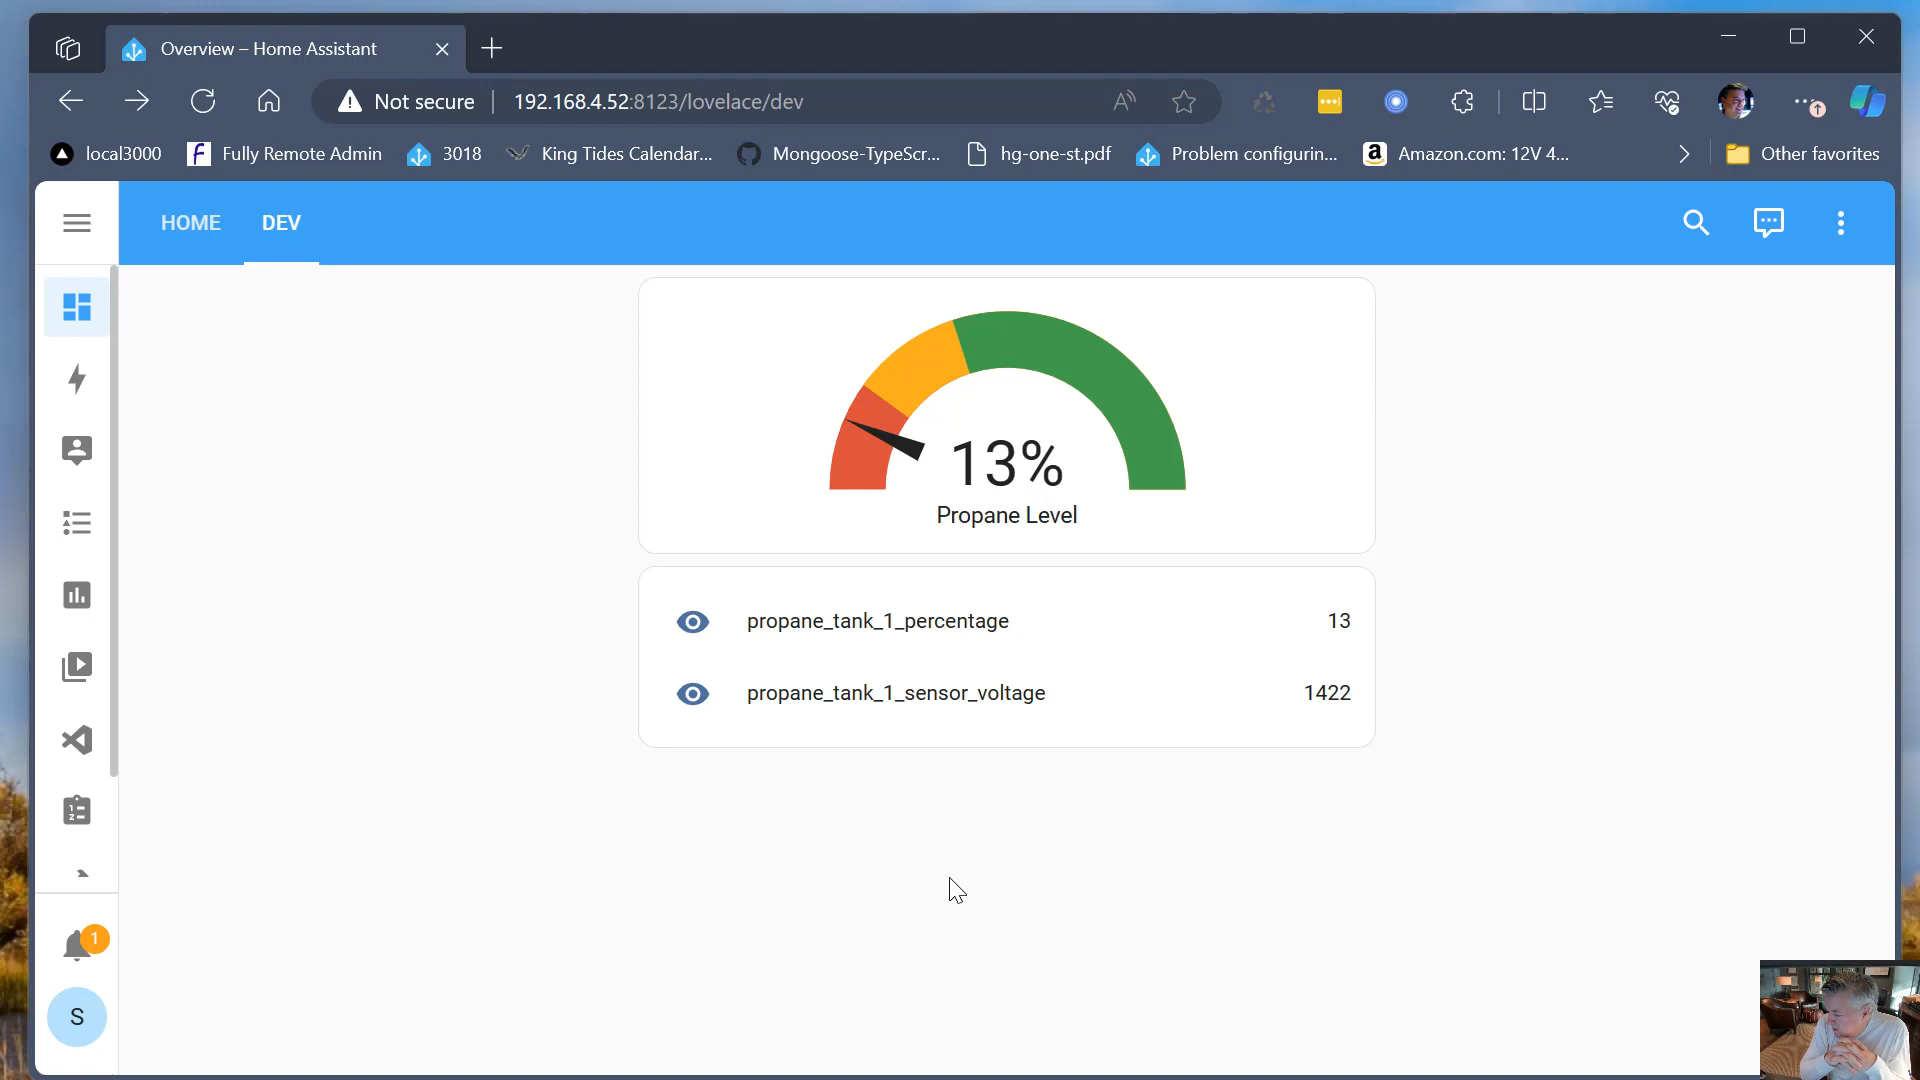 Overview – Home Assistant
Not secure 192.168.4.52:8123/lovelace/dev
local3000 Fully Remote Admin 3018 King Tides Calendar... Mongoose-TypeScr... hg-one-st.pdf Problem configurin... Amazon.com: 12V 4... Other favorites
HOME DEV
13%
Propane Level
propane_tank_1_percentage 13
propane_tank_1_sensor_voltage 1422
1
S